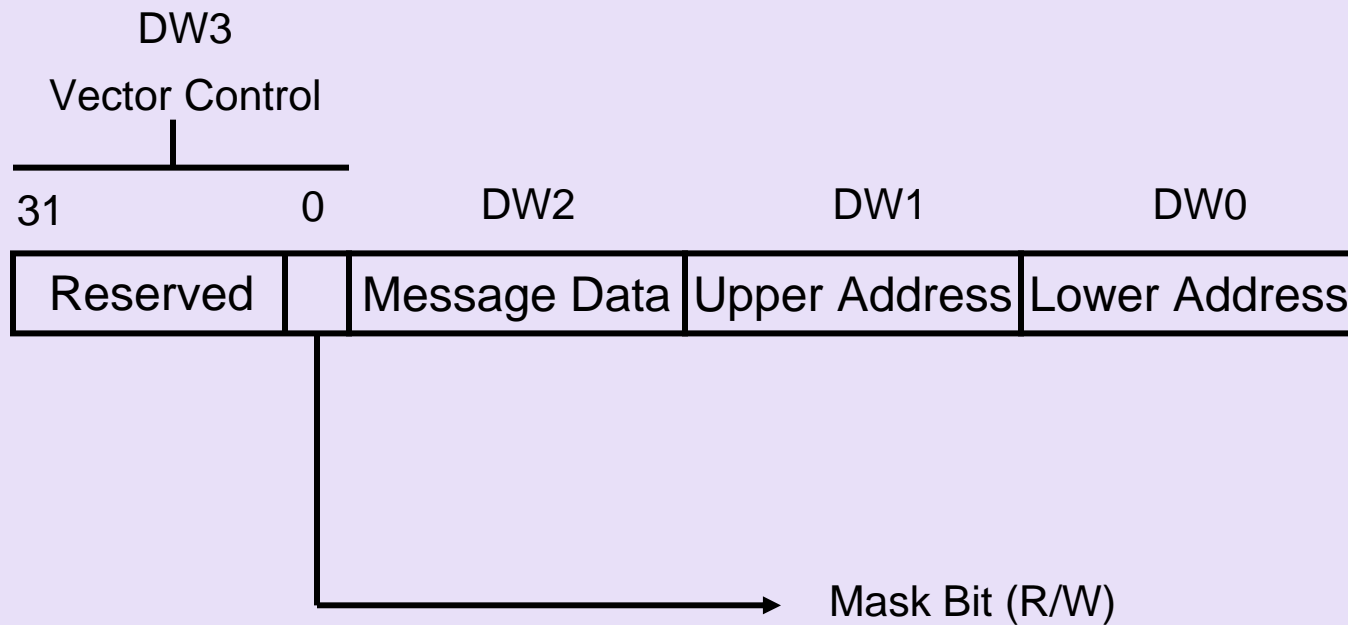 DW3
Vector Control
31 0 DW2 DW1 DW0
Reserved Message Data Upper Address Lower Address
Mask Bit (R/W)